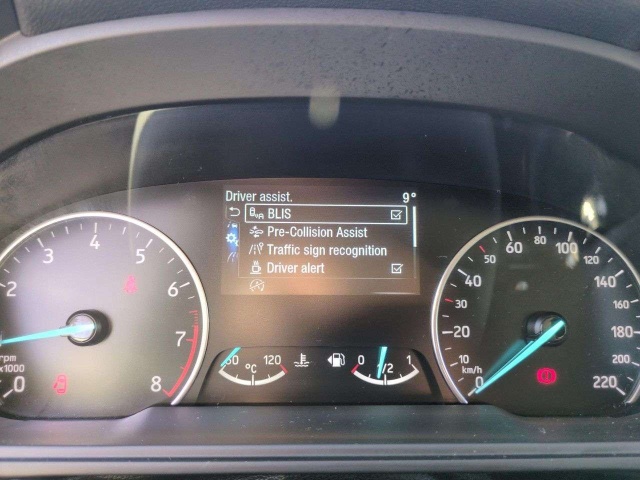 Driver assist. 9°
BLIS
Pre-Collision Assist
Traffic sign recognition
Driver alert
0 2 3 4 5 6 7 8
rpm
x1000
60 120
°C
0 1/2 1
0 10 20 30 40 50 60 80 100 120 140 160 180 200 220
km/h